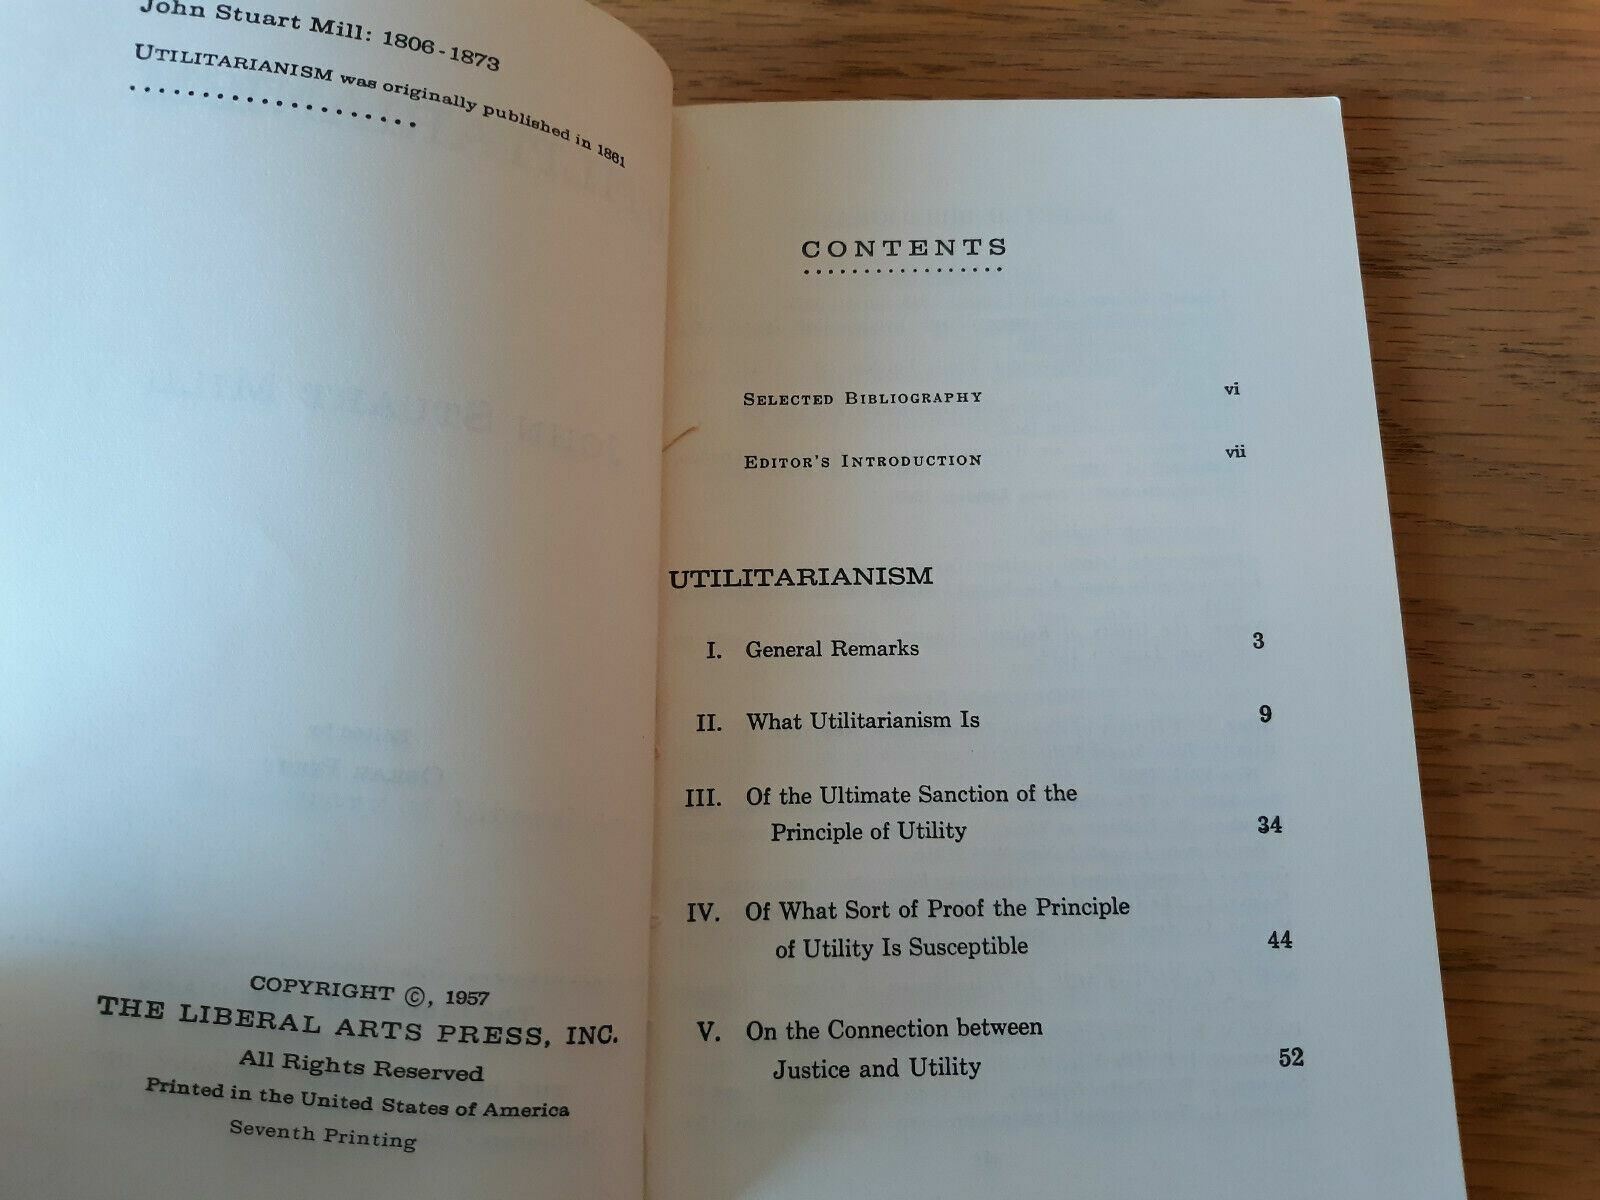 John Stuart Mill: 1806-1873
UTILITARIANISM was originally published in 1861
COPYRIGHT ©, 1957
THE LIBERAL ARTS PRESS, INC.
All Rights Reserved
Printed in the United States of America
Seventh Printing
CONTENTS
SELECTED BIBLIOGRAPHY vi
EDITOR'S INTRODUCTION vii
UTILITARIANISM
I. General Remarks 3
II. What Utilitarianism Is 9
III. Of the Ultimate Sanction of the
Principle of Utility 34
IV. Of What Sort of Proof the Principle
of Utility Is Susceptible 44
V. On the Connection between
Justice and Utility 52